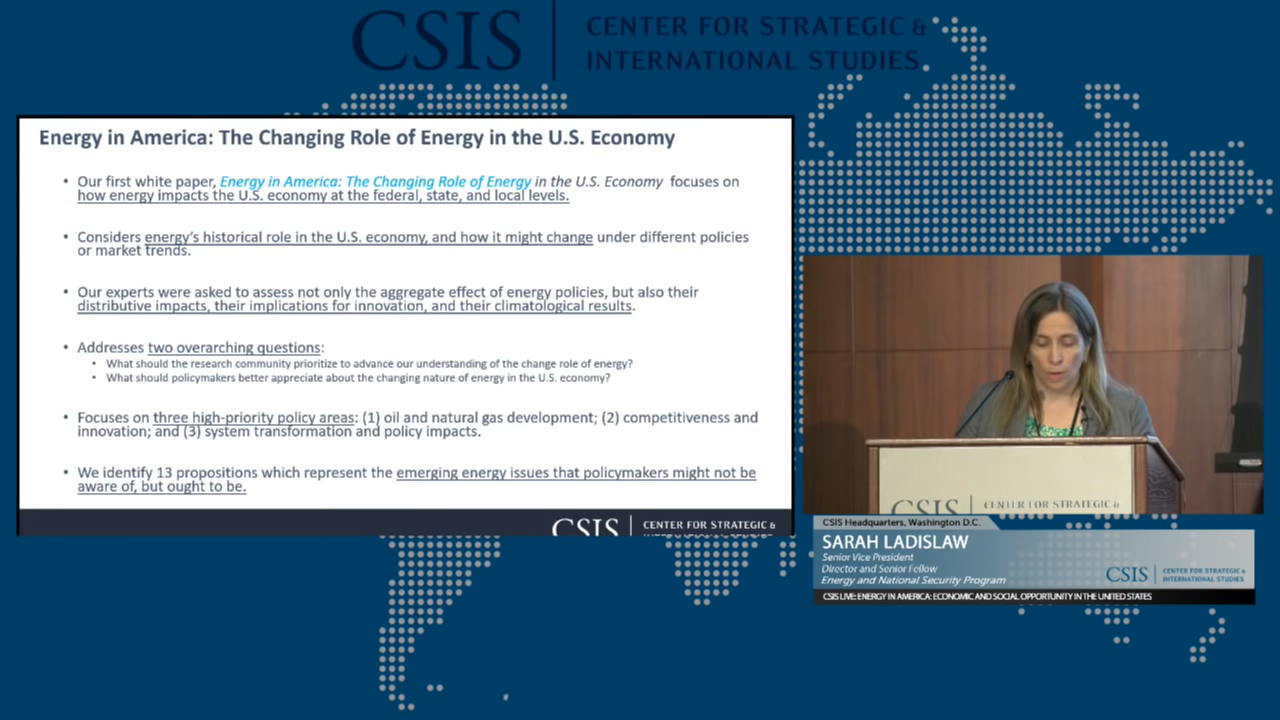 CSIS
CENTER FOR STRATEGIC &
INTERNATIONAL STUDIES
Energy in America: The Changing Role of Energy in the U.S. Economy
• Our first white paper, Energy in America: The Changing Role of Energy in the U.S. Economy focuses on
how energy impacts the U.S. economy at the federal, state, and local levels.
• Considers energy's historical role in the U.S. economy, and how it might change under different policies
or market trends.
• Our experts were asked to assess not only the aggregate effect of energy policies, but also their
distributive impacts, their implications for innovation, and their climatological results.
• Addresses two overarching questions:
• What should the research community prioritize to advance our understanding of the change role of energy?
• What should policymakers better appreciate about the changing nature of energy in the U.S. economy?
• Focuses on three high-priority policy areas: (1) oil and natural gas development; (2) competitiveness and
innovation; and (3) system transformation and policy impacts.
• We identify 13 propositions which represent the emerging energy issues that policymakers might not be
aware of, but ought to be.
CSIS
CENTER FOR STRATEGIC &
CSIS
CENTER FOR STRATEGIC &
CSIS Headquarters, Washington D.C.
SARAH LADISLAW
Senior Vice President
Director and Senior Fellow
Energy and National Security Program
CSIS
CENTER FOR STRATEGIC &
INTERNATIONAL STUDIES
CSIS LIVE: ENERGY IN AMERICA: ECONOMIC AND SOCIAL OPPORTUNITY IN THE UNITED STATES